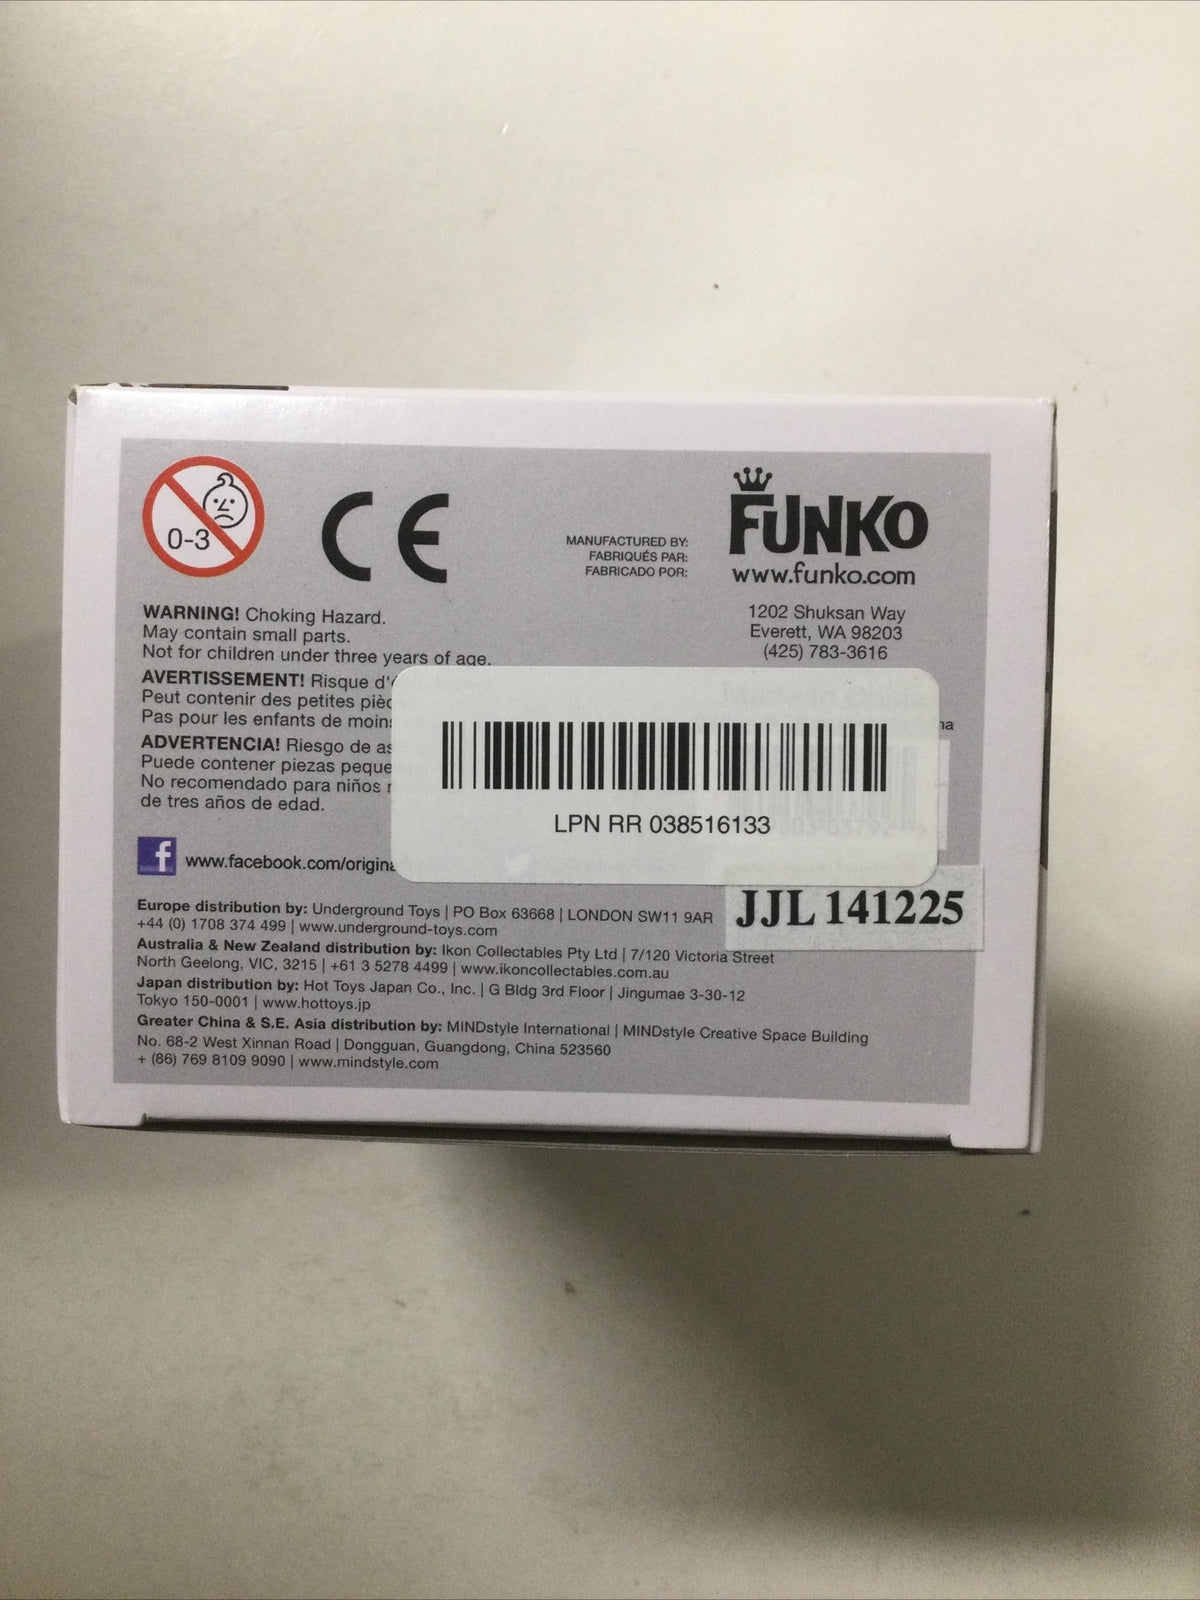 0-3
CE
MANUFACTURED BY:
FABRIQUÉS PAR:
FABRICADO POR:
FUNKO
www.funko.com
1202 Shuksan Way
Everett, WA 98203
(425) 783-3616
WARNING! Choking Hazard.
May contain small parts.
Not for children under three years of age.
AVERTISSEMENT! Risque d'
Peut contenir des petites
Pas pour les enfants de
ADVERTENCIA! Riesgo de
Puede contener piezas
No recomendado para niños
de tres años de edad.
LPN RR 038516133
f www.facebook.com/origina
JJL 141225
Europe distribution by: Underground Toys | PO Box 63668 | LONDON SW11 9AR
+44 (0) 1708 374 499 | www.underground-toys.com
Australia & New Zealand distribution by: Ikon Collectables Pty Ltd | 7/120 Victoria Street
North Geelong, VIC, 3215 | +61 3 5278 4499 | www.ikoncollectables.com.au
Japan distribution by: Hot Toys Japan Co., Inc. | G Bldg 3rd Floor | Jingumae 3-30-12
Tokyo 150-0001 | www.hottoys.jp
Greater China & S.E. Asia distribution by: MINDstyle International | MINDstyle Creative Space Building
No. 68-2 West Xinnan Road | Dongguan, Guangdong, China 523560
+ (86) 769 8109 9090 | www.mindstyle.com